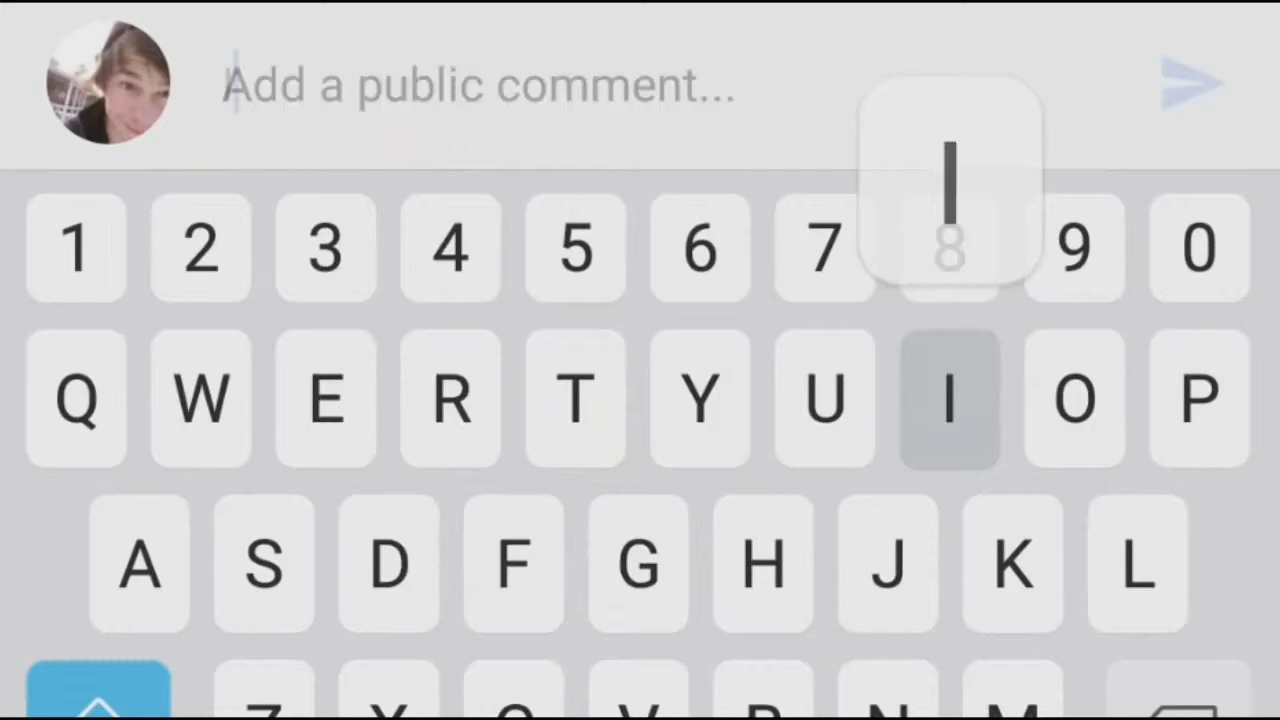 Add a public comment...
I
1 2 3 4 5 6 7 8 9 0
Q W E R T Y U I O P
A S D F G H J K L
Z X C V B N M